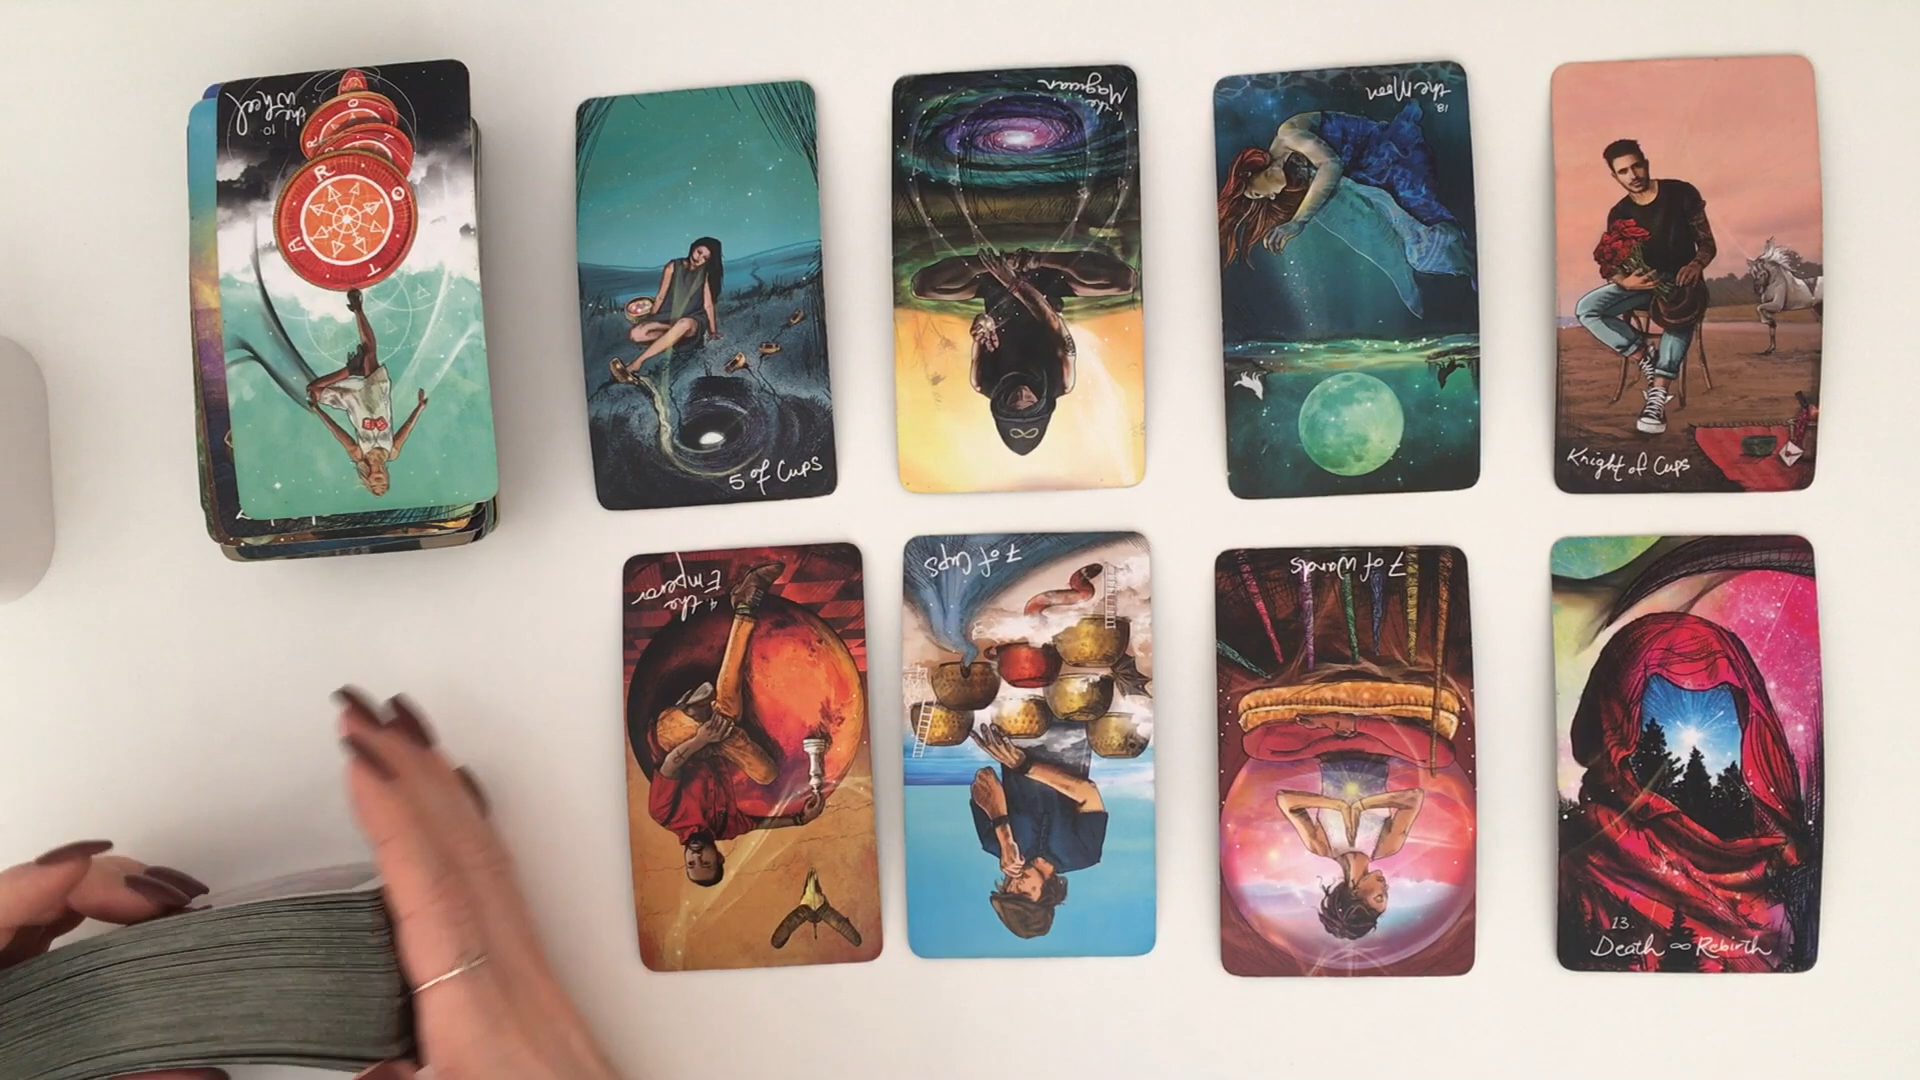 10.
the
Wheel
T
A
R
O
T
R
O
R
T
5 of Cups
1. the
Magician
18.
the Moon
Knight of Cups
4. the
Emperor
7 of Cups
7 of Wands
13.
Death ∞ Rebirth